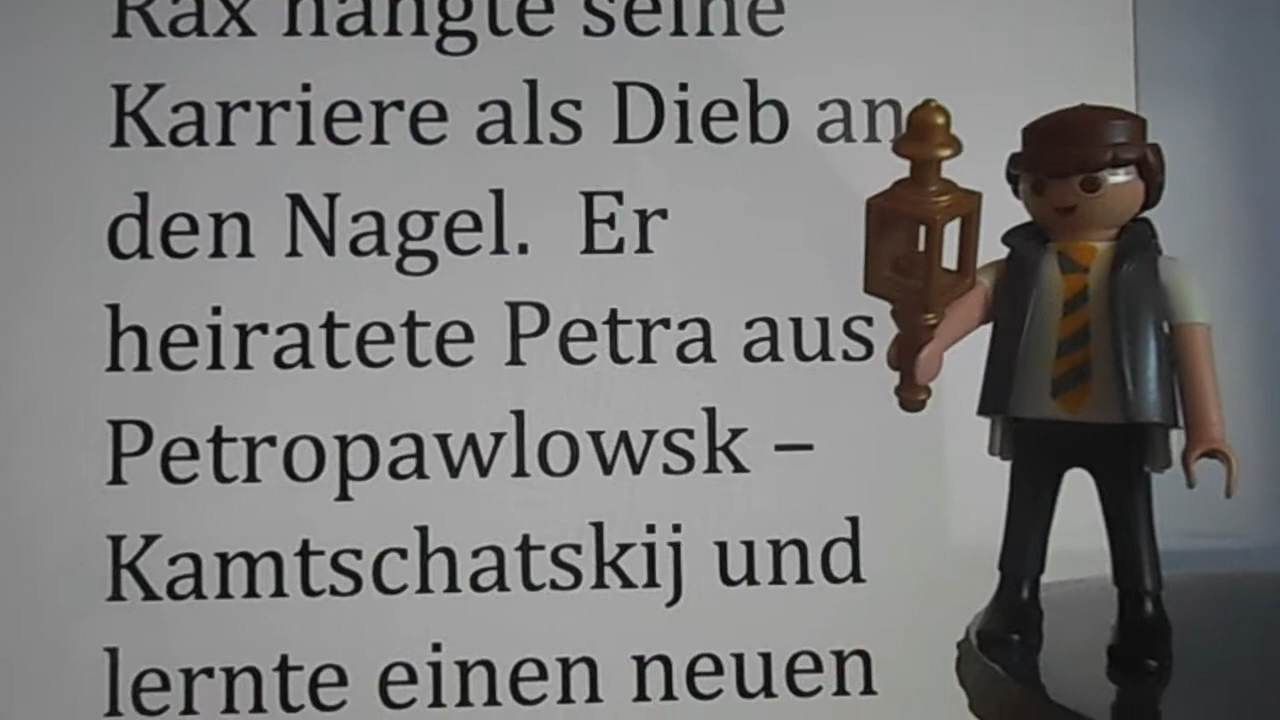 Rax hängte seine
Karriere als Dieb an
den Nagel. Er
heiratete Petra aus
Petropawlowsk –
Kamtschatskij und
lernte einen neuen